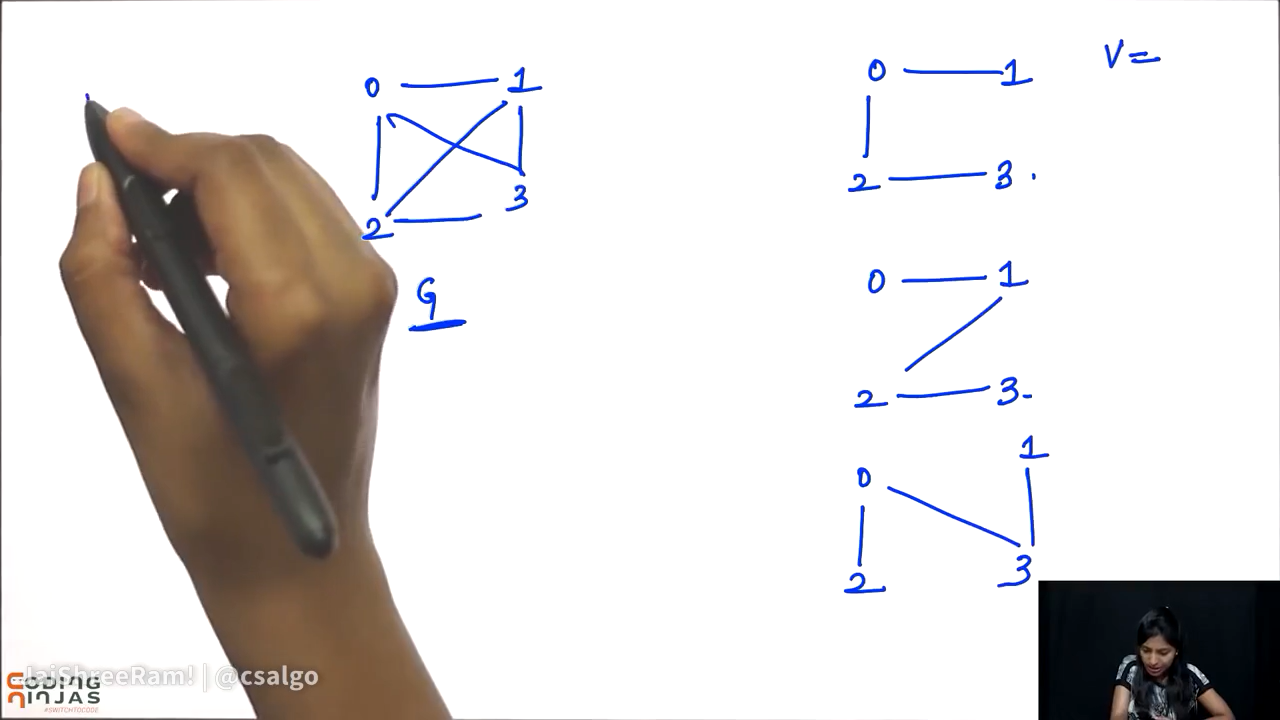 0 1
2 3
G
V =
0 1
2 3.
0 1
2 3
0 1
2 3
JaiShreeRam! | @csalgo
CODING
NINJAS
#SWITCHTOCODE